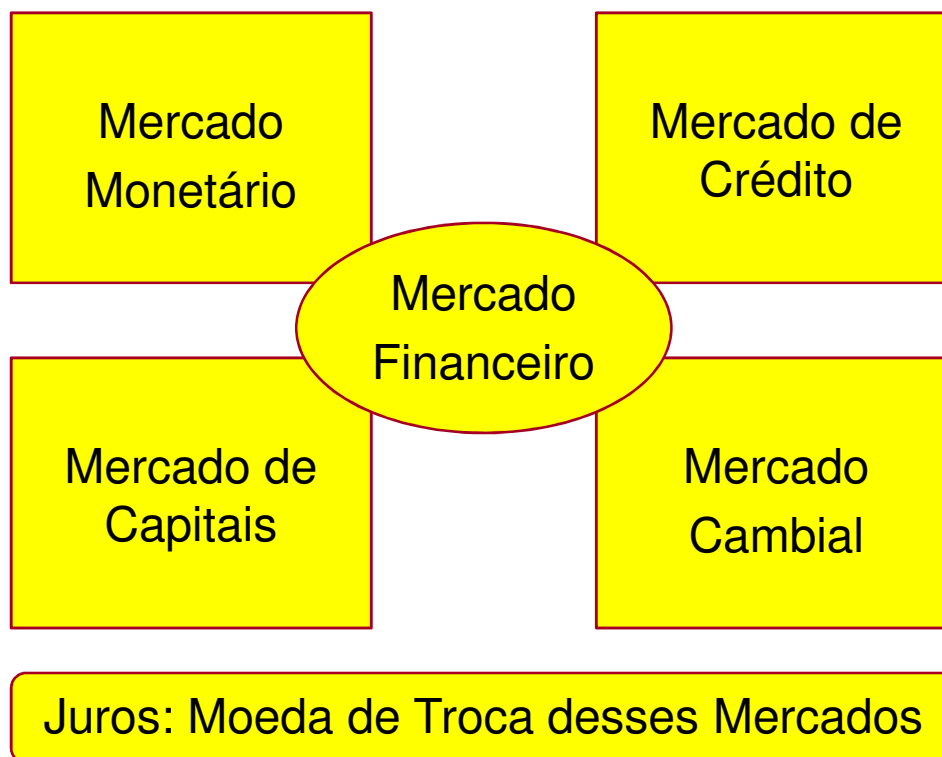 Mercado
Monetário
Mercado de
Crédito
Mercado
Financeiro
Mercado de
Capitais
Mercado
Cambial
Juros: Moeda de Troca desses Mercados